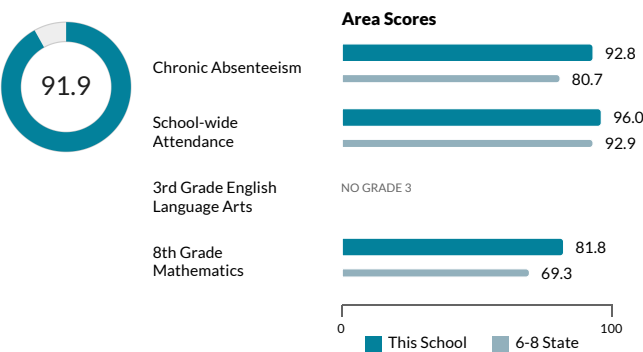 Area Scores
91.9
Chronic Absenteeism
92.8
80.7
School-wide
Attendance
96.0
92.9
3rd Grade English
Language Arts
NO GRADE 3
8th Grade
Mathematics
81.8
69.3
0 100
This School 6-8 State